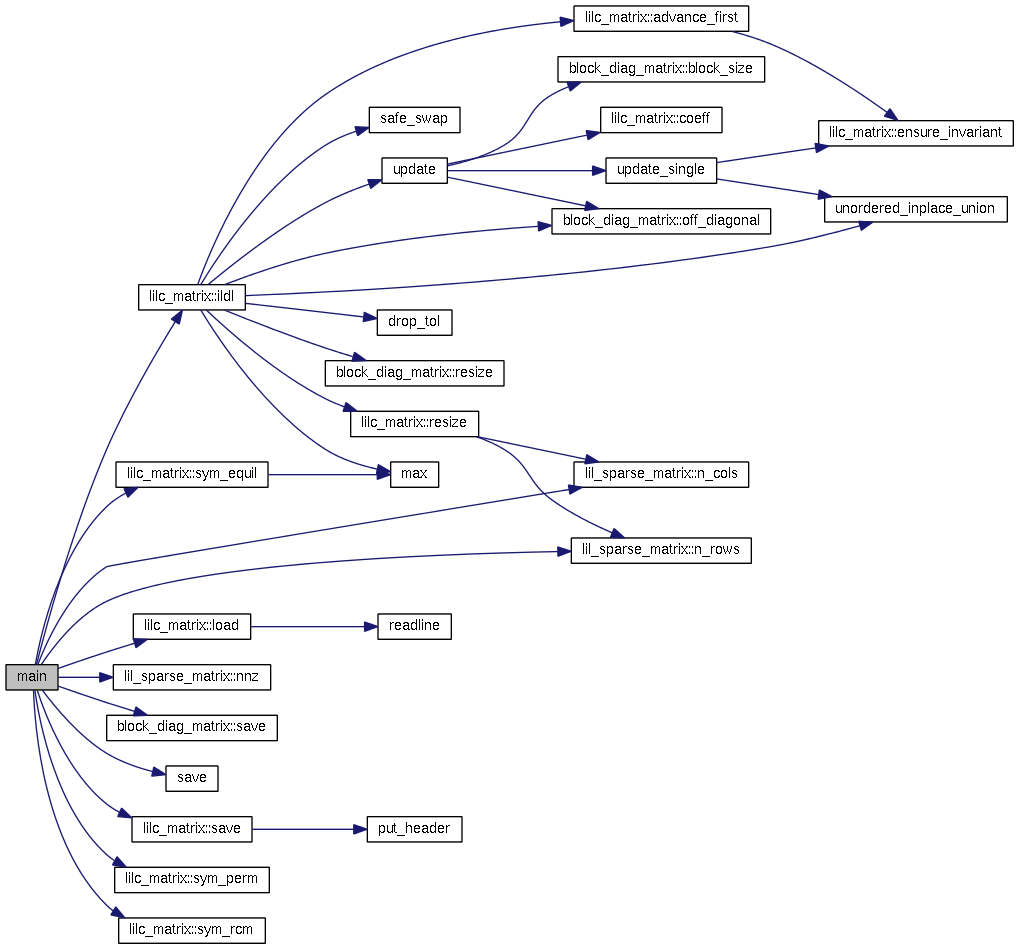 lilc_matrix::advance_first
block_diag_matrix::block_size
safe_swap
lilc_matrix::coeff
lilc_matrix::ensure_invariant
update
update_single
unordered_inplace_union
block_diag_matrix::off_diagonal
lilc_matrix::ildl
drop_tol
block_diag_matrix::resize
lilc_matrix::resize
lilc_matrix::sym_equil
max
lil_sparse_matrix::n_cols
lil_sparse_matrix::n_rows
lilc_matrix::load
readline
main
lil_sparse_matrix::nnz
block_diag_matrix::save
save
lilc_matrix::save
put_header
lilc_matrix::sym_perm
lilc_matrix::sym_rcm